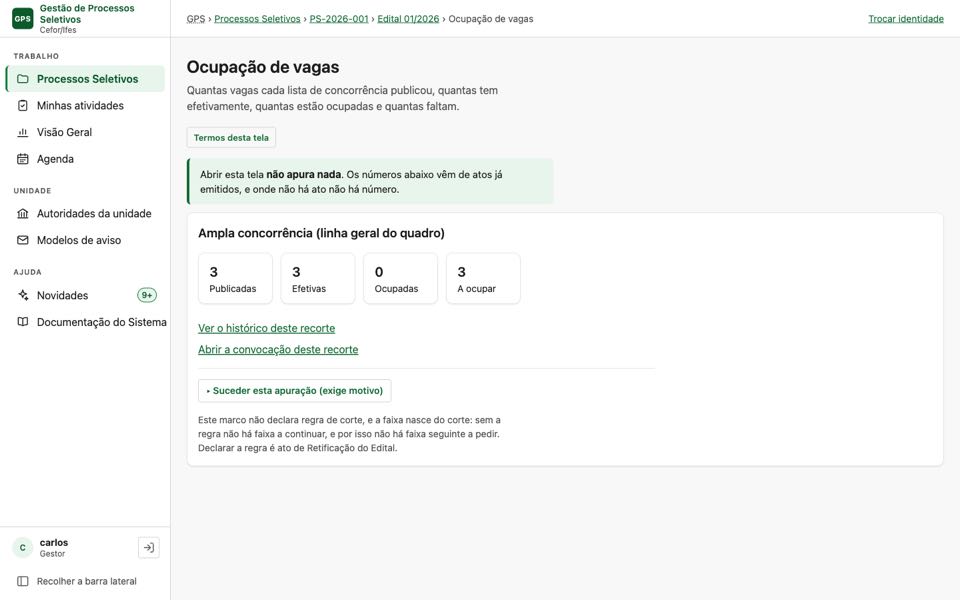 GPS
Gestão de Processos
Seletivos
Cefor/Ifes
GPS › Processos Seletivos › PS-2026-001 › Edital 01/2026 › Ocupação de vagas
Trocar identidade
TRABALHO
Processos Seletivos
Minhas atividades
Visão Geral
Agenda
UNIDADE
Autoridades da unidade
Modelos de aviso
AJUDA
Novidades 9+
Documentação do Sistema
C
carlos
Gestor
Recolher a barra lateral
Ocupação de vagas
Quantas vagas cada lista de concorrência publicou, quantas tem
efetivamente, quantas estão ocupadas e quantas faltam.
Termos desta tela
Abrir esta tela não apura nada. Os números abaixo vêm de atos já
emitidos, e onde não há ato não há número.
Ampla concorrência (linha geral do quadro)
3
Publicadas
3
Efetivas
0
Ocupadas
3
A ocupar
Ver o histórico deste recorte
Abrir a convocação deste recorte
▸ Suceder esta apuração (exige motivo)
Este marco não declara regra de corte, e a faixa nasce do corte: sem a
regra não há faixa a continuar, e por isso não há faixa seguinte a pedir.
Declarar a regra é ato de Retificação do Edital.